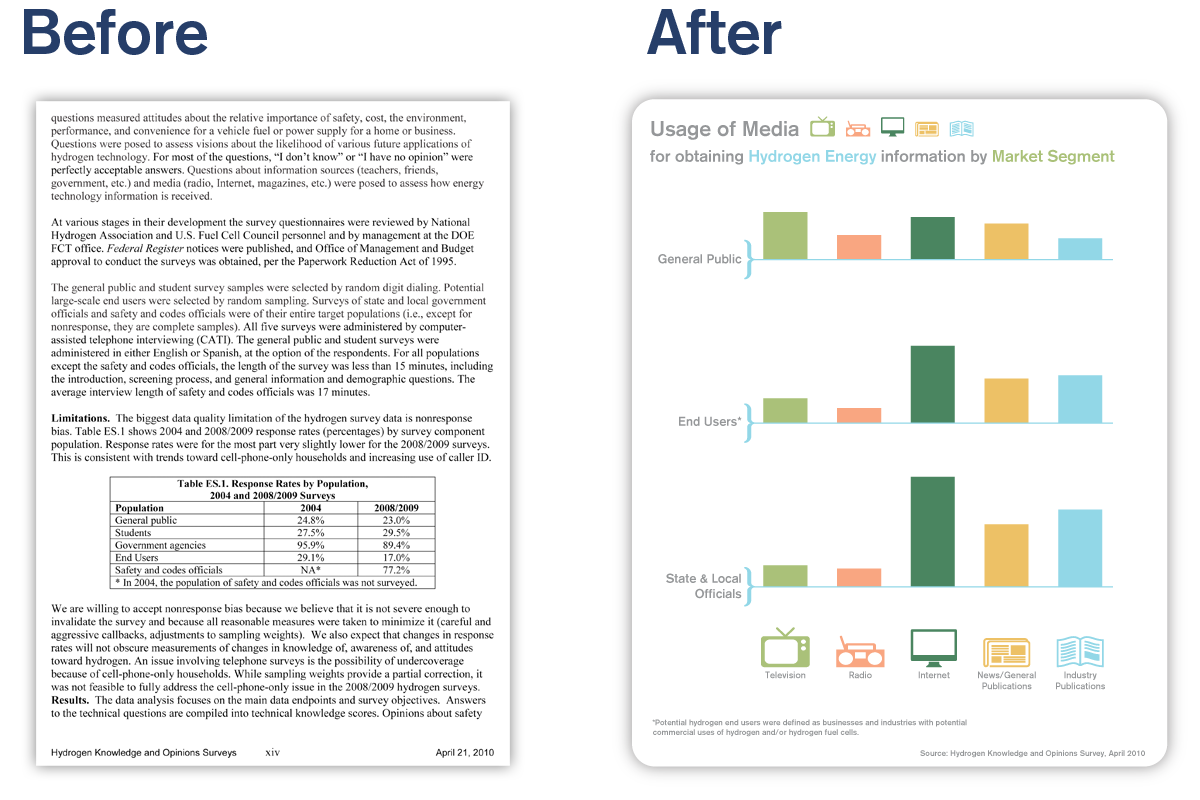 Before
After
questions measured attitudes about the relative importance of safety, cost, the environment,
performance, and convenience for a vehicle fuel or power supply for a home or business.
Questions were posed to assess visions about the likelihood of various future applications of
hydrogen technology. For most of the questions, “I don’t know” or “I have no opinion” were
perfectly acceptable answers. Questions about information sources (teachers, friends,
government, etc.) and media (radio, Internet, magazines, etc.) were posed to assess how energy
technology information is received.
At various stages in their development the survey questionnaires were reviewed by National
Hydrogen Association and U.S. Fuel Cell Council personnel and by management at the DOE
FCT office. Federal Register notices were published, and Office of Management and Budget
approval to conduct the surveys was obtained, per the Paperwork Reduction Act of 1995.
The general public and student survey samples were selected by random digit dialing. Potential
large-scale end users were selected by random sampling. Surveys of state and local government
officials and safety and codes officials were of their entire target populations (i.e., except for
nonresponse, they are complete samples). All five surveys were administered by computer-
assisted telephone interviewing (CATI). The general public and student surveys were
administered in either English or Spanish, at the option of the respondents. For all populations
except the safety and codes officials, the length of the survey was less than 15 minutes, including
the introduction, screening process, and general information and demographic questions. The
average interview length of safety and codes officials was 17 minutes.
Limitations. The biggest data quality limitation of the hydrogen survey data is nonresponse
bias. Table ES.1 shows 2004 and 2008/2009 response rates (percentages) by survey component
population. Response rates were for the most part very slightly lower for the 2008/2009 surveys.
This is consistent with trends toward cell-phone-only households and increasing use of caller ID.
Table ES.1. Response Rates by Population,
2004 and 2008/2009 Surveys
Population 2004 2008/2009
General public 24.8% 23.0%
Students 27.5% 29.5%
Government agencies 95.9% 89.4%
End Users 29.1% 17.0%
Safety and codes officials NA* 77.2%
* In 2004, the population of safety and codes officials was not surveyed.
We are willing to accept nonresponse bias because we believe that it is not severe enough to
invalidate the survey and because all reasonable measures were taken to minimize it (careful and
aggressive callbacks, adjustments to sampling weights). We also expect that changes in response
rates will not obscure measurements of changes in knowledge of, awareness of, and attitudes
toward hydrogen. An issue involving telephone surveys is the possibility of undercoverage
because of cell-phone-only households. While sampling weights provide a partial correction, it
was not feasible to fully address the cell-phone-only issue in the 2008/2009 hydrogen surveys.
Results. The data analysis focuses on the main data endpoints and survey objectives. Answers
to the technical questions are compiled into technical knowledge scores. Opinions about safety
Hydrogen Knowledge and Opinions Surveys xiv April 21, 2010
Usage of Media
for obtaining Hydrogen Energy information by Market Segment
General Public
End Users*
State & Local
Officials
Television Radio Internet News/General Industry
Publications Publications
*Potential hydrogen end users were defined as businesses and industries with potential
commercial uses of hydrogen and/or hydrogen fuel cells.
Source: Hydrogen Knowledge and Opinions Survey, April 2010